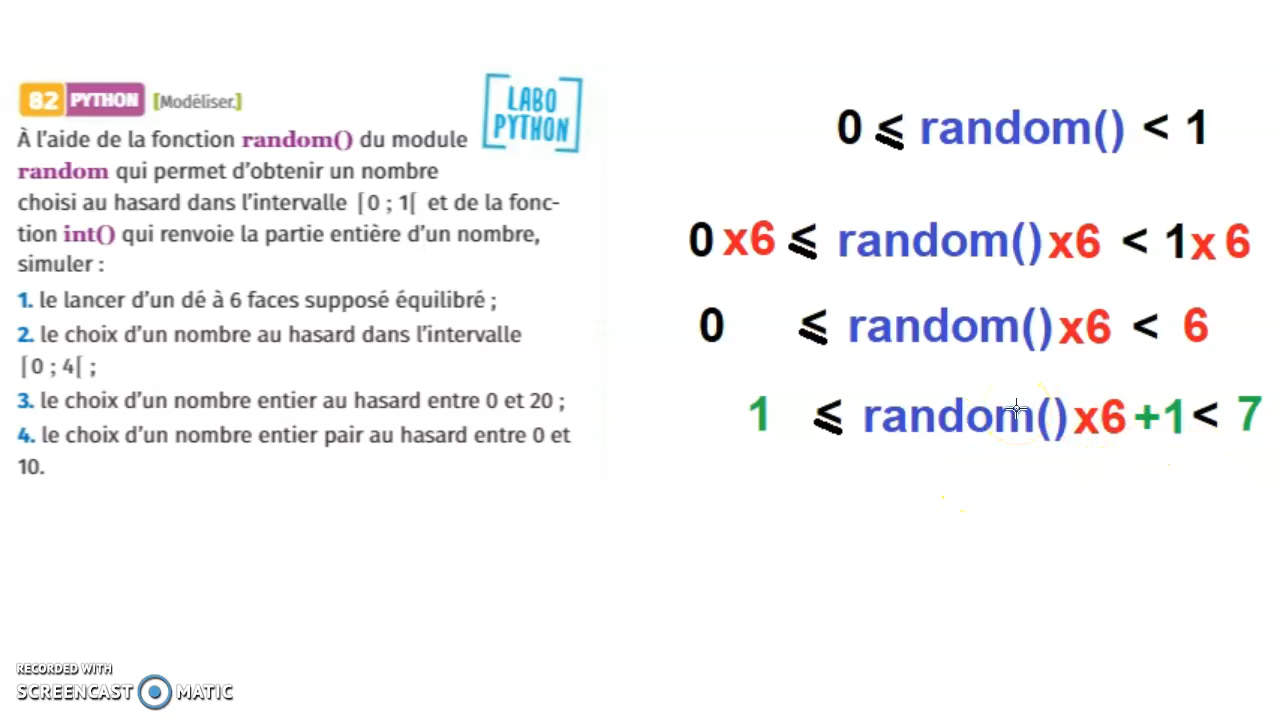 82 PYTHON [Modéliser.]
LABO
PYTHON
À l'aide de la fonction random() du module
random qui permet d'obtenir un nombre
choisi au hasard dans l'intervalle [0 ; 1[ et de la fonc-
tion int() qui renvoie la partie entière d'un nombre,
simuler :
1. le lancer d'un dé à 6 faces supposé équilibré ;
2. le choix d'un nombre au hasard dans l'intervalle
[0 ; 4[ ;
3. le choix d'un nombre entier au hasard entre 0 et 20 ;
4. le choix d'un nombre entier pair au hasard entre 0 et
10.
0 ⩽ random() < 1
0 x6 ⩽ random() x6 < 1x 6
0 ⩽ random() x6 < 6
1 ⩽ random() x6 +1 < 7
RECORDED WITH
SCREENCAST MATIC